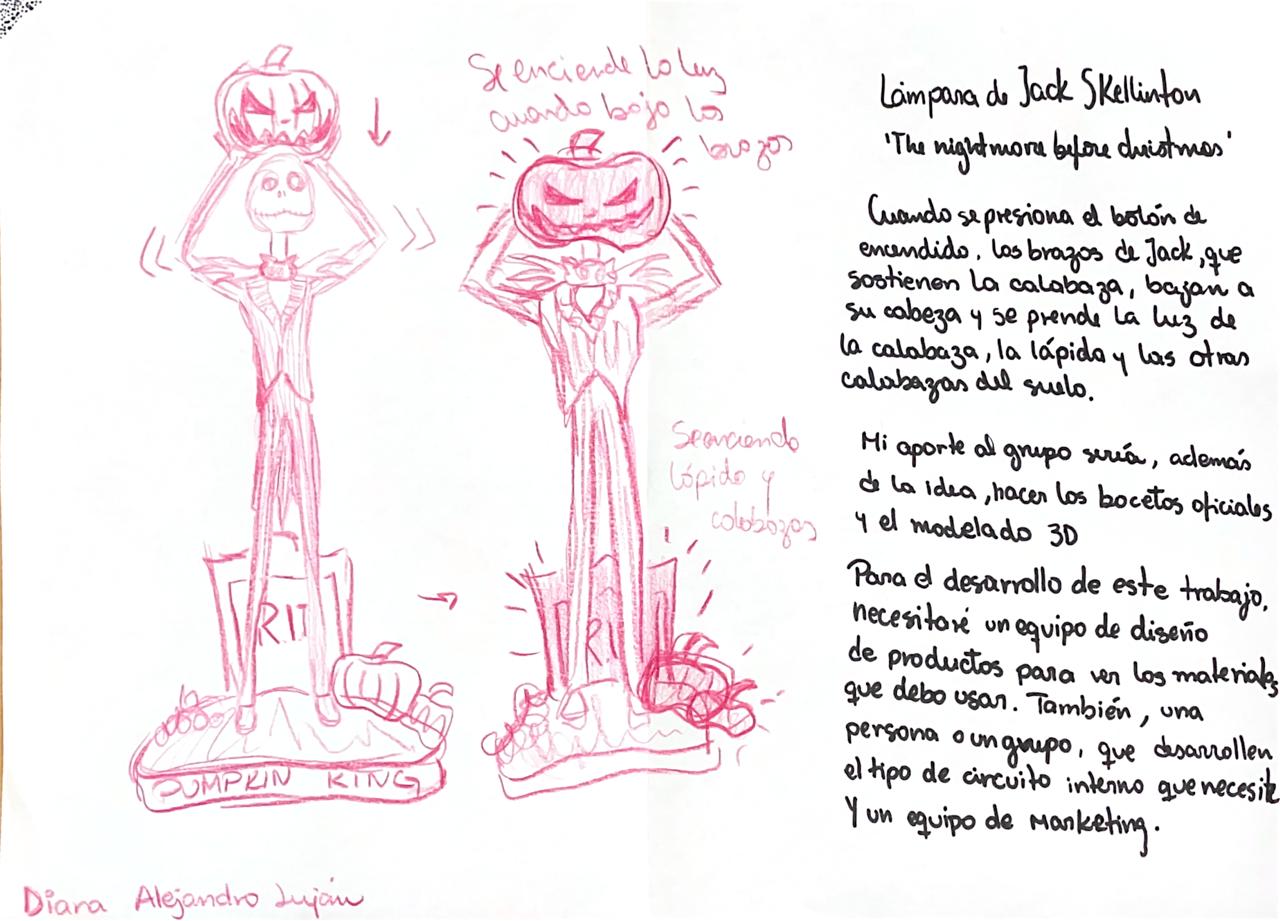 Se enciende la luz
cuando bajo los
brazos
Lámpara de Jack Skellinton
'The nightmare before christmas'
Cuando se presiona el botón de
encendido, los brazos de Jack, que
sostienen la calabaza, bajan a
su cabeza y se prende la luz de
la calabaza, la lápida y las otras
calabazas del suelo.
Mi aporte al grupo sería, además
de la idea, hacer los bocetos oficiales
y el modelado 3D
Para el desarrollo de este trabajo,
necesitaré un equipo de diseño
de productos para ver los materiales
que debo usar. También, una
persona o un grupo, que desarrollen
el tipo de circuito interno que necesite
Y un equipo de Marketing.
lápida y
calabazas
PUMPKIN KING
Diana Alejandro Luján